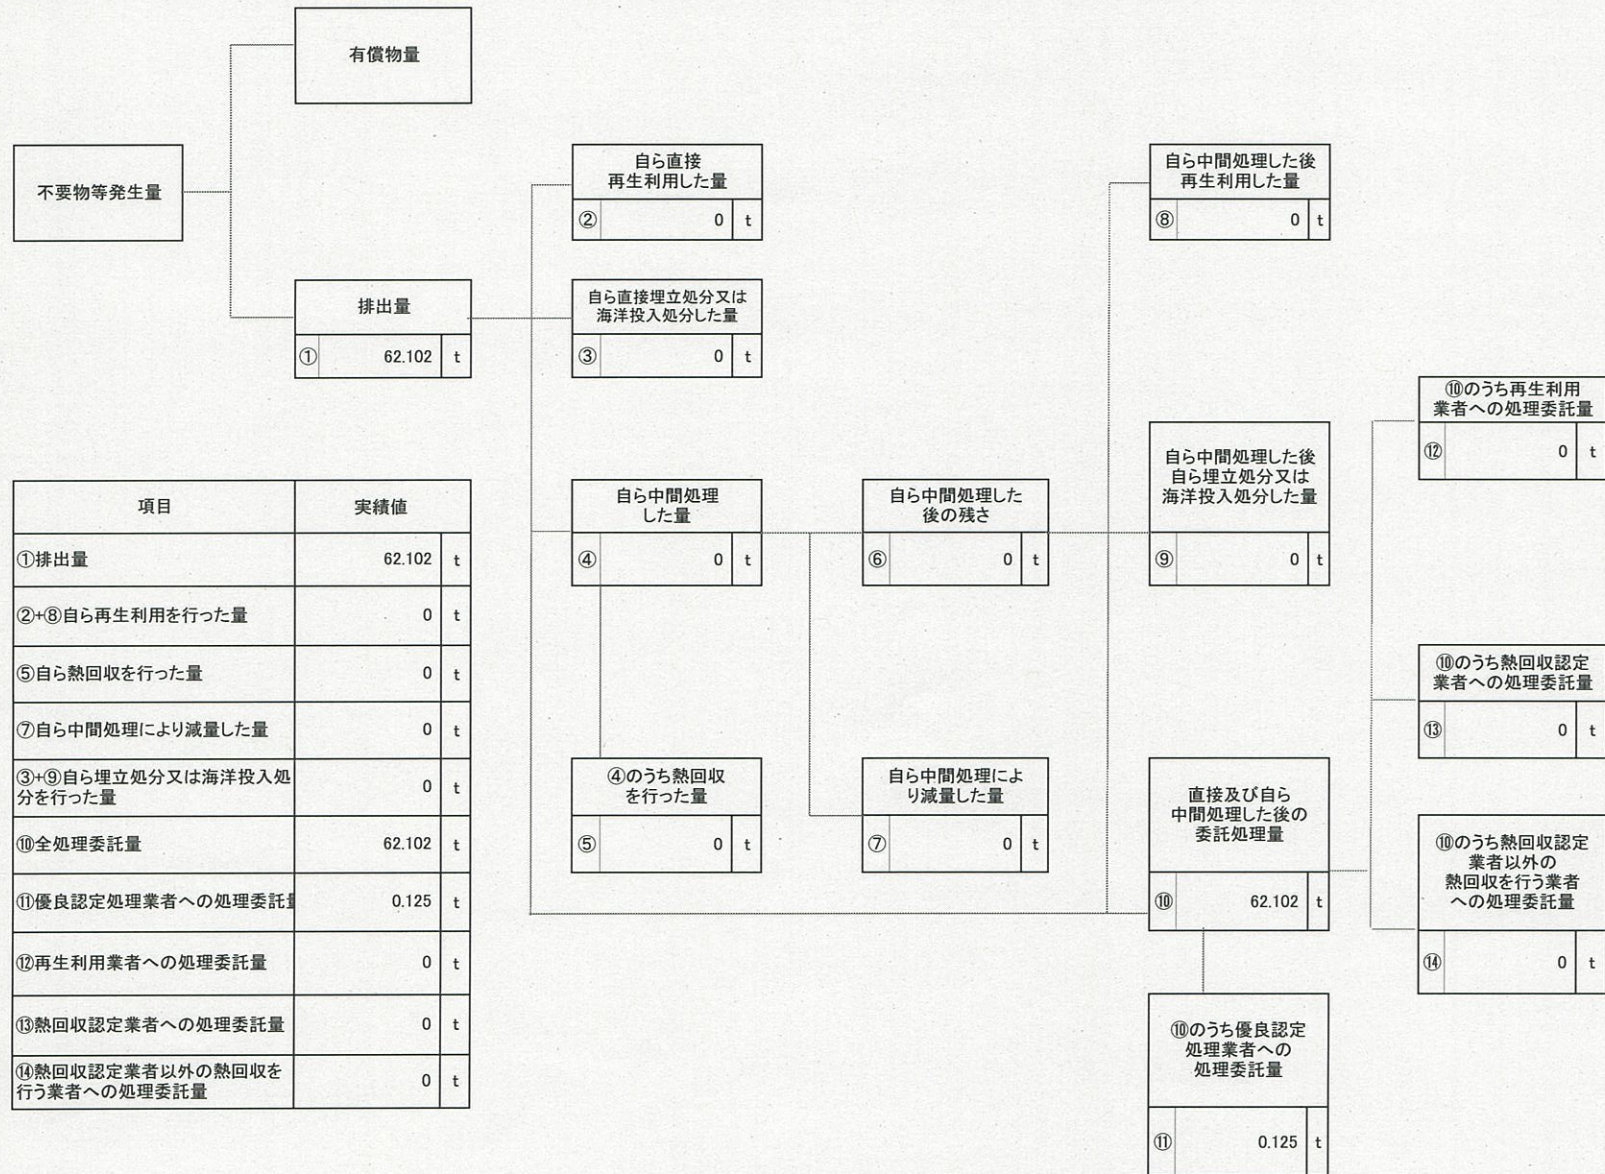 有償物量
不要物等発生量
排出量
① 62.102 t
自ら直接
再生利用した量
② 0 t
自ら直接埋立処分又は
海洋投入処分した量
③ 0 t
自ら中間処理
した量
④ 0 t
④のうち熱回収
を行った量
⑤ 0 t
自ら中間処理した
後の残さ
⑥ 0 t
自ら中間処理によ
り減量した量
⑦ 0 t
自ら中間処理した後
再生利用した量
⑧ 0 t
自ら中間処理した後
自ら埋立処分又は
海洋投入処分した量
⑨ 0 t
直接及び自ら
中間処理した後の
委託処理量
⑩ 62.102 t
⑩のうち優良認定
処理業者への
処理委託量
⑪ 0.125 t
⑩のうち再生利用
業者への処理委託量
⑫ 0 t
⑩のうち熱回収認定
業者への処理委託量
⑬ 0 t
⑩のうち熱回収認定
業者以外の
熱回収を行う業者
への処理委託量
⑭ 0 t
項目 実績値
①排出量 62.102 t
②+⑧自ら再生利用を行った量 0 t
⑤自ら熱回収を行った量 0 t
⑦自ら中間処理により減量した量 0 t
③+⑨自ら埋立処分又は海洋投入処
分を行った量 0 t
⑩全処理委託量 62.102 t
⑪優良認定処理業者への処理委託量 0.125 t
⑫再生利用業者への処理委託量 0 t
⑬熱回収認定業者への処理委託量 0 t
⑭熱回収認定業者以外の熱回収を
行う業者への処理委託量 0 t